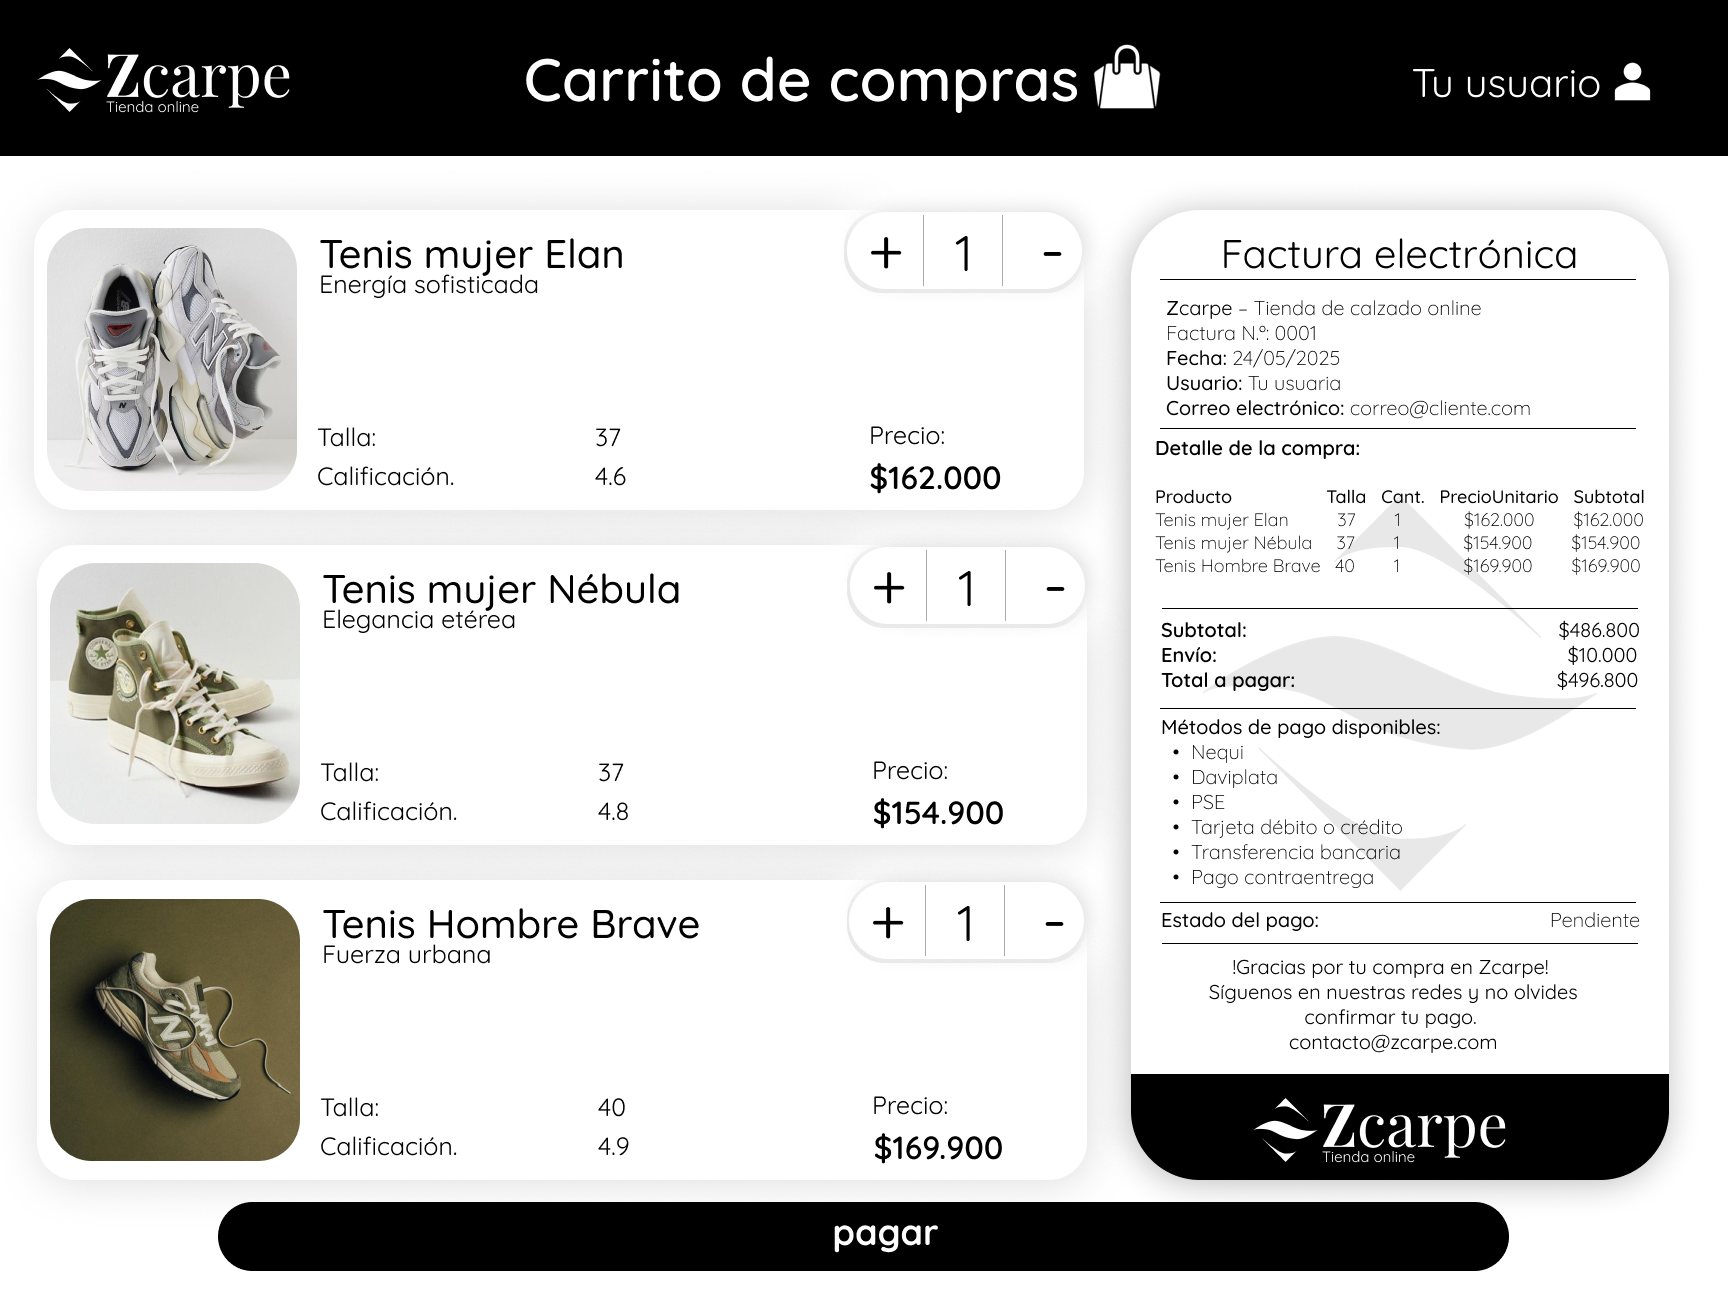 Zcarpe
Tienda online
Carrito de compras
Tu usuario
Tenis mujer Elan
Energía sofisticada
+ 1 -
Talla: 37
Calificación. 4.6
Precio:
$162.000
Tenis mujer Nébula
Elegancia etérea
+ 1 -
Talla: 37
Calificación. 4.8
Precio:
$154.900
Tenis Hombre Brave
Fuerza urbana
+ 1 -
Talla: 40
Calificación. 4.9
Precio:
$169.900
Factura electrónica
Zcarpe – Tienda de calzado online
Factura N.º: 0001
Fecha: 24/05/2025
Usuario: Tu usuaria
Correo electrónico: correo@cliente.com
Detalle de la compra:
Producto Talla Cant. PrecioUnitario Subtotal
Tenis mujer Elan 37 1 $162.000 $162.000
Tenis mujer Nébula 37 1 $154.900 $154.900
Tenis Hombre Brave 40 1 $169.900 $169.900
Subtotal: $486.800
Envío: $10.000
Total a pagar: $496.800
Métodos de pago disponibles:
• Nequi
• Daviplata
• PSE
• Tarjeta débito o crédito
• Transferencia bancaria
• Pago contraentrega
Estado del pago: Pendiente
!Gracias por tu compra en Zcarpe!
Síguenos en nuestras redes y no olvides
confirmar tu pago.
contacto@zcarpe.com
Zcarpe
Tienda online
pagar